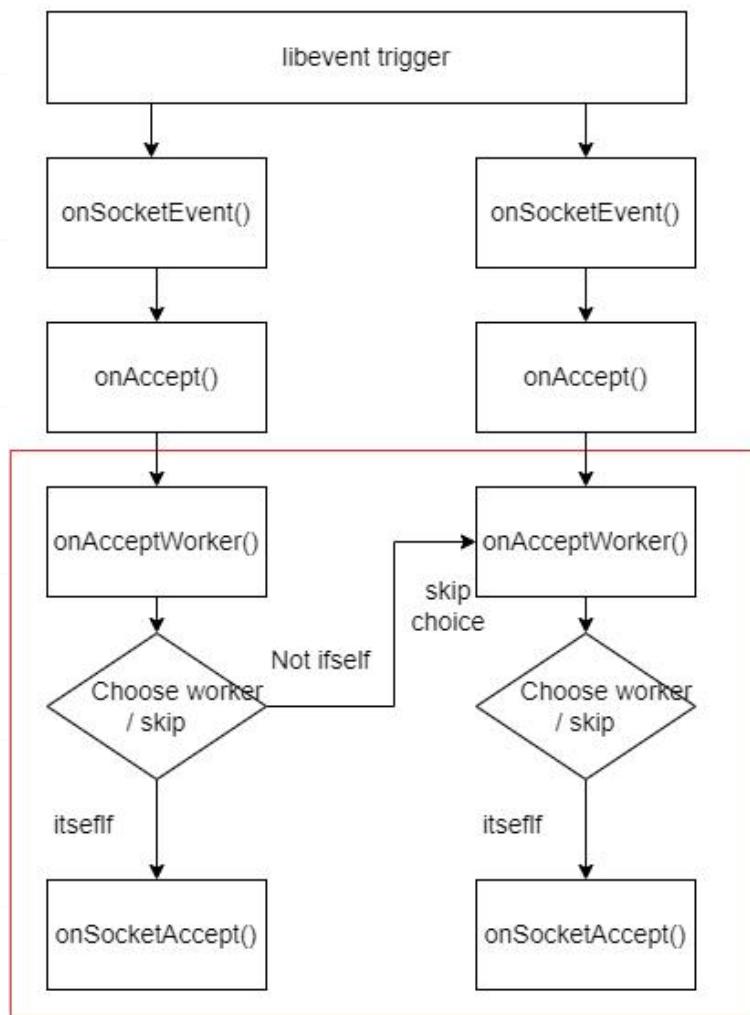 libevent trigger
onSocketEvent()
onSocketEvent()
onAccept()
onAccept()
onAcceptWorker()
onAcceptWorker()
skip
choice
Not ifself
Choose worker
/ skip
Choose worker
/ skip
itseflf
itseflf
onSocketAccept()
onSocketAccept()